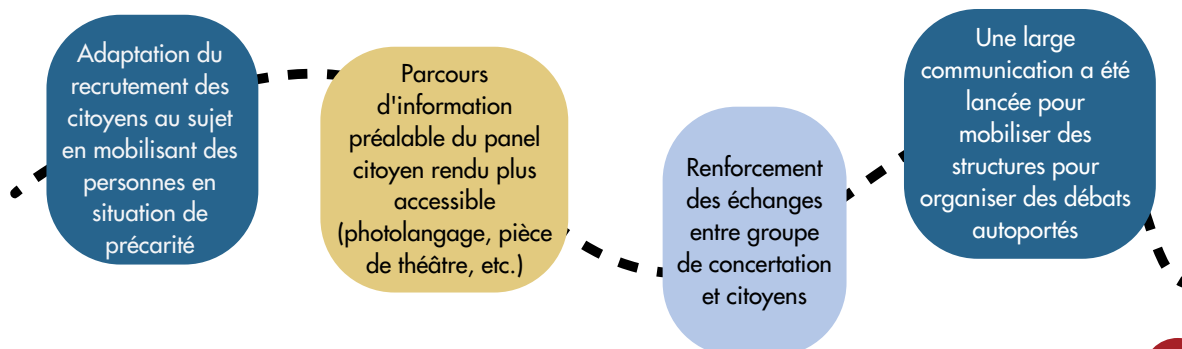 Adaptation du
recrutement des
citoyens au sujet
en mobilisant des
personnes en
situation de
précarité
Parcours
d'information
préalable du panel
citoyen rendu plus
accessible
(photolangage, pièce
de théâtre, etc.)
Renforcement
des échanges
entre groupe
de concertation
et citoyens
Une large
communication a été
lancée pour
mobiliser des
structures pour
organiser des débats
autoportés